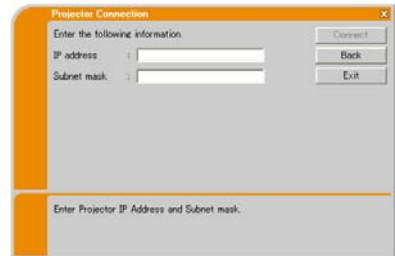 Projector Connection X
Enter the following information.
Connect
IP address :
Back
Subnet mask :
Exit
Enter Projector IP Address and Subnet mask.